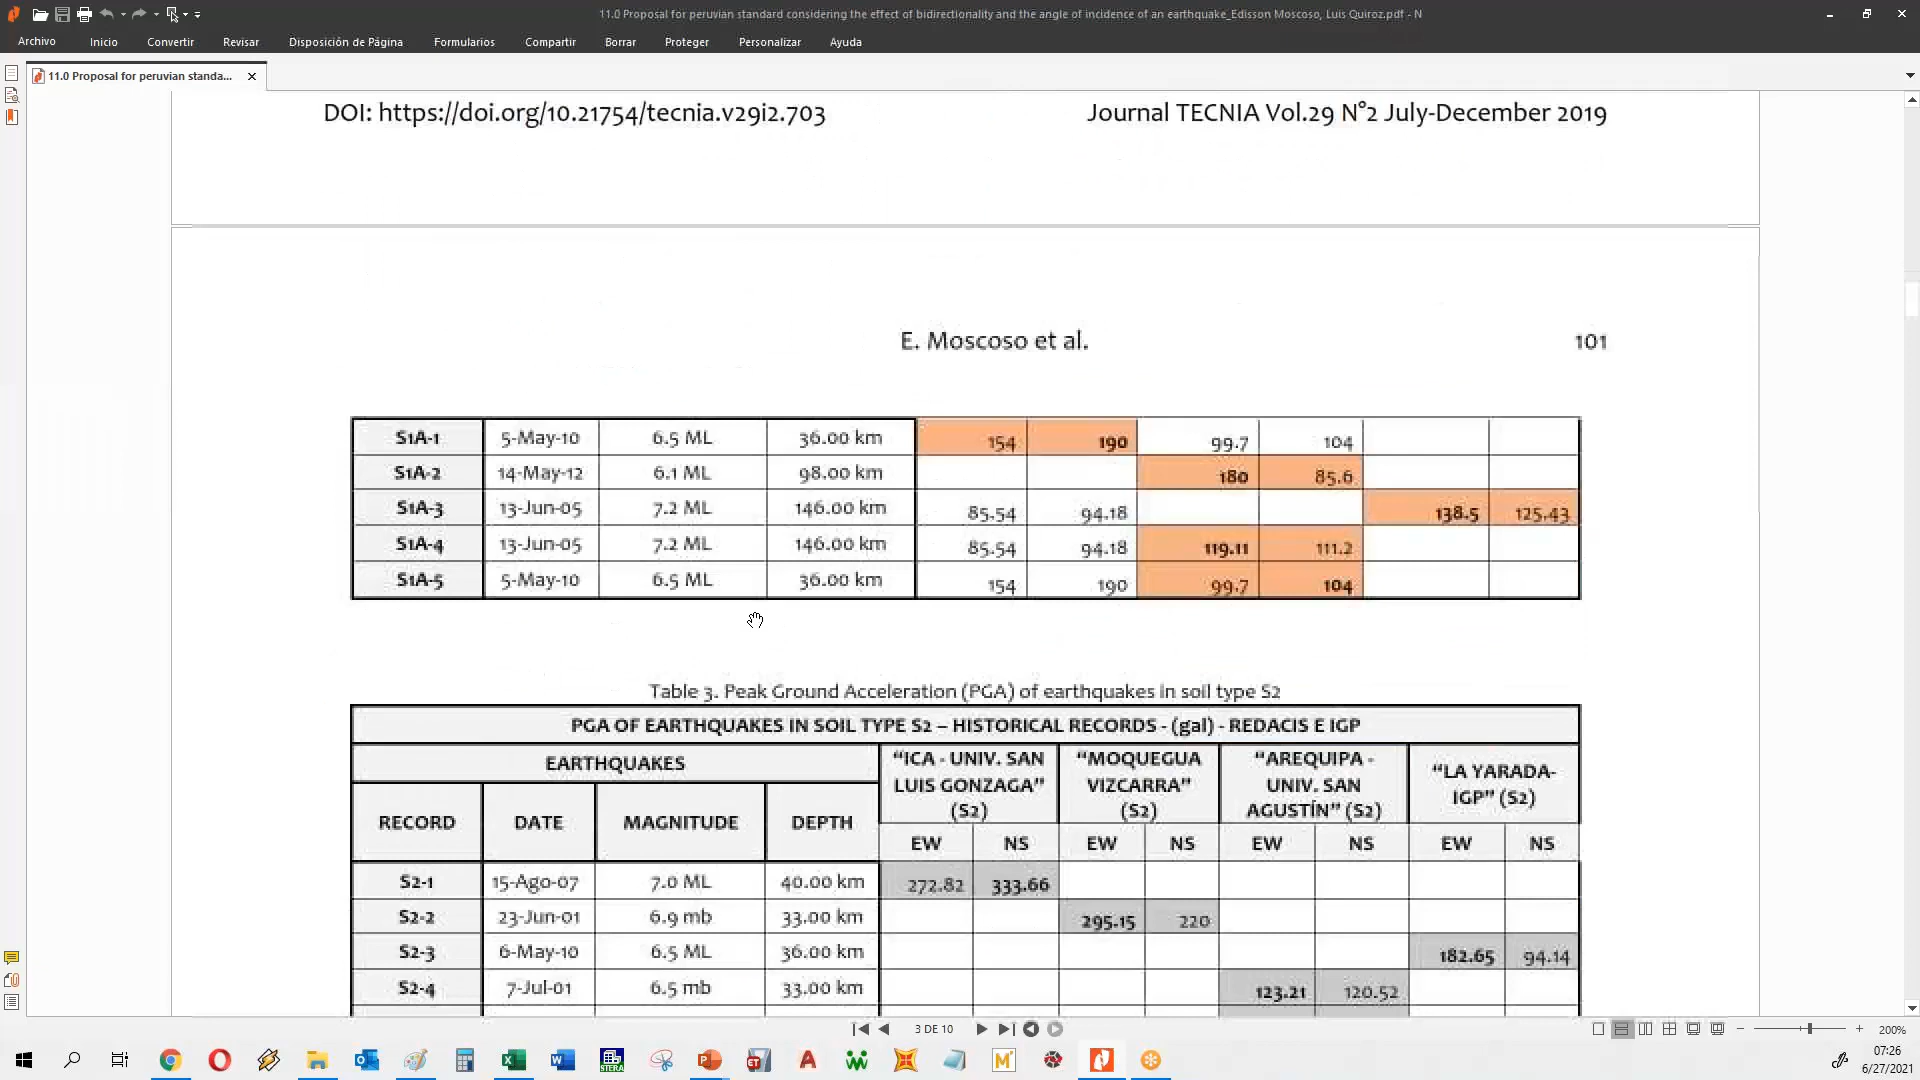 11.0 Proposal for peruvian standard considering the effect of bidirectionality and the angle of incidence of an earthquake_Edisson Moscoso, Luis Quiroz.pdf - N
Archivo Inicio Convertir Revisar Disposición de Página Formularios Compartir Borrar Proteger Personalizar Ayuda
11.0 Proposal for peruvian standa...
DOI: https://doi.org/10.21754/tecnia.v29i2.703 Journal TECNIA Vol.29 N°2 July-December 2019
E. Moscoso et al. 101
S1A-1 5-May-10 6.5 ML 36.00 km 154 190 99.7 104
S1A-2 14-May-12 6.1 ML 98.00 km 180 85.6
S1A-3 13-Jun-05 7.2 ML 146.00 km 85.54 94.18 138.5 125.43
S1A-4 13-Jun-05 7.2 ML 146.00 km 85.54 94.18 119.11 111.2
S1A-5 5-May-10 6.5 ML 36.00 km 154 190 99.7 104
Table 3. Peak Ground Acceleration (PGA) of earthquakes in soil type S2
PGA OF EARTHQUAKES IN SOIL TYPE S2 – HISTORICAL RECORDS - (gal) - REDACIS E IGP
EARTHQUAKES
"ICA - UNIV. SAN
LUIS GONZAGA"
(S2)
"MOQUEGUA
VIZCARRA"
(S2)
"AREQUIPA -
UNIV. SAN
AGUSTÍN" (S2)
"LA YARADA-
IGP" (S2)
RECORD DATE MAGNITUDE DEPTH
EW NS EW NS EW NS EW NS
S2-1 15-Ago-07 7.0 ML 40.00 km 272.82 333.66
S2-2 23-Jun-01 6.9 mb 33.00 km 295.15 220
S2-3 6-May-10 6.5 ML 36.00 km 182.65 94.14
S2-4 7-Jul-01 6.5 mb 33.00 km 123.21 120.52
3 DE 10
200%
STERA
ET
07:26
6/27/2021